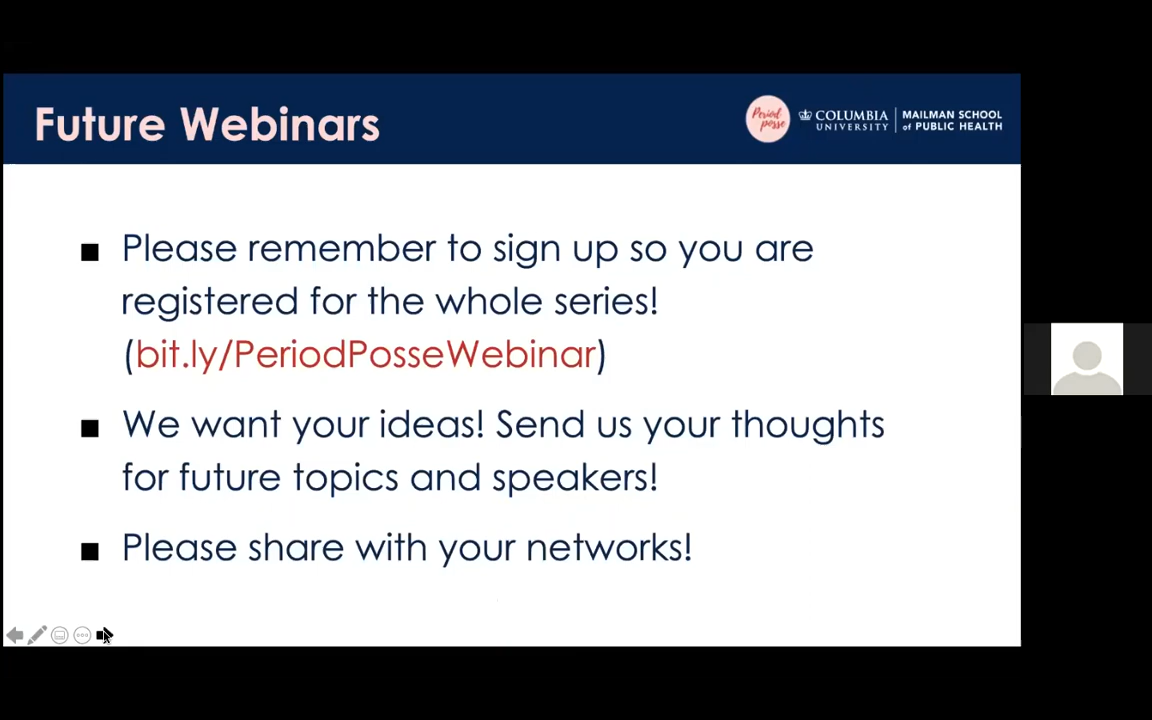 Future Webinars
Period
posse
COLUMBIA
UNIVERSITY
MAILMAN SCHOOL
of PUBLIC HEALTH
■ Please remember to sign up so you are
registered for the whole series!
(bit.ly/PeriodPosseWebinar)
■ We want your ideas! Send us your thoughts
for future topics and speakers!
■ Please share with your networks!